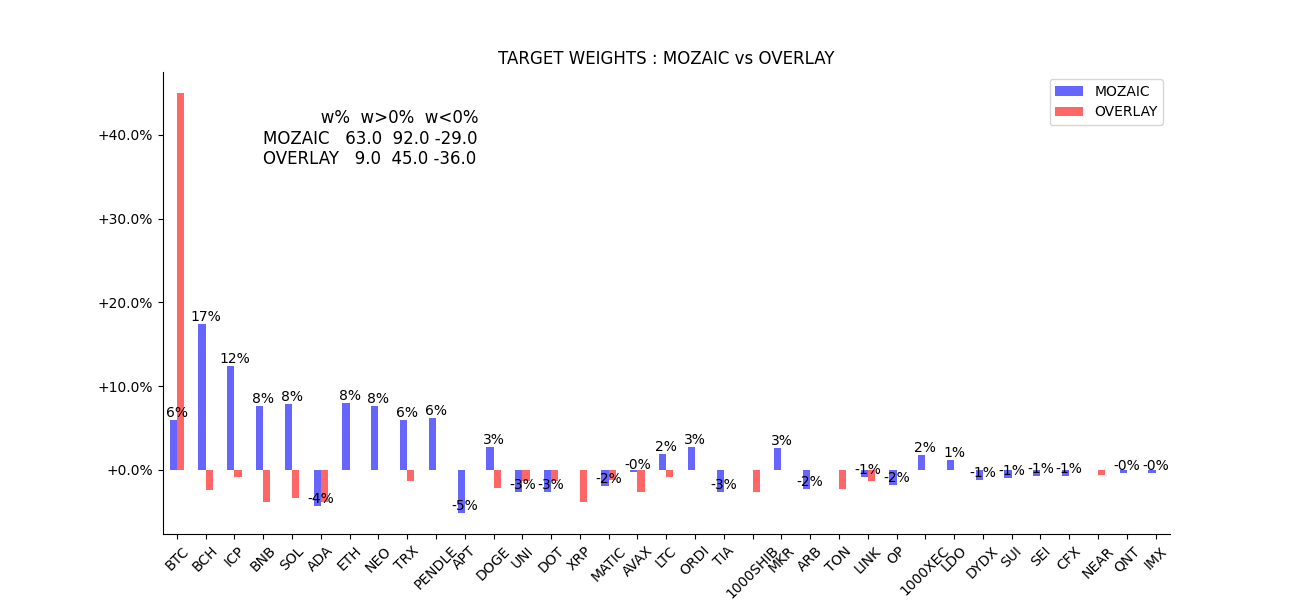 TARGET WEIGHTS : MOZAIC vs OVERLAY
MOZAIC
OVERLAY
w% w>0% w<0%
MOZAIC 63.0 92.0 -29.0
OVERLAY 9.0 45.0 -36.0
+40.0%
+30.0%
+20.0%
+10.0%
+0.0%
6% 17% 12% 8% 8% -4% 8% 8% 6% 6% -5% 3% -3% -3% -2% -0% 2% 3% -3% 3% -2% -1% -2% 2% 1% -1% -1% -1% -1% -0% -0%
BTC BCH ICP BNB SOL ADA ETH NEO TRX PENDLE APT DOGE UNI DOT XRP MATIC AVAX LTC ORDI TIA 1000SHIB MKR ARB TON LINK OP 1000XEC LDO DYDX SUI SEI CFX NEAR QNT IMX